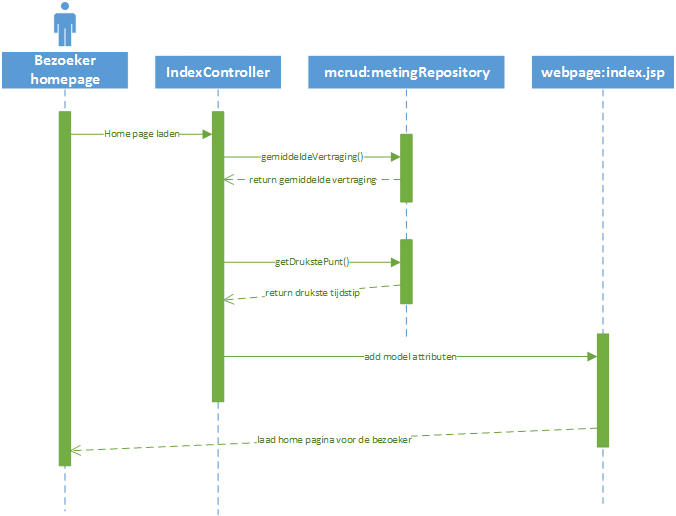 Bezoeker
homepage
IndexController
mcrud:metingRepository
webpage:index.jsp
Home page laden
gemiddeldeVertraging()
return gemiddelde vertraging
getDrukstePunt()
return drukste tijdstip
add model attributen
laad home pagina voor de bezoeker